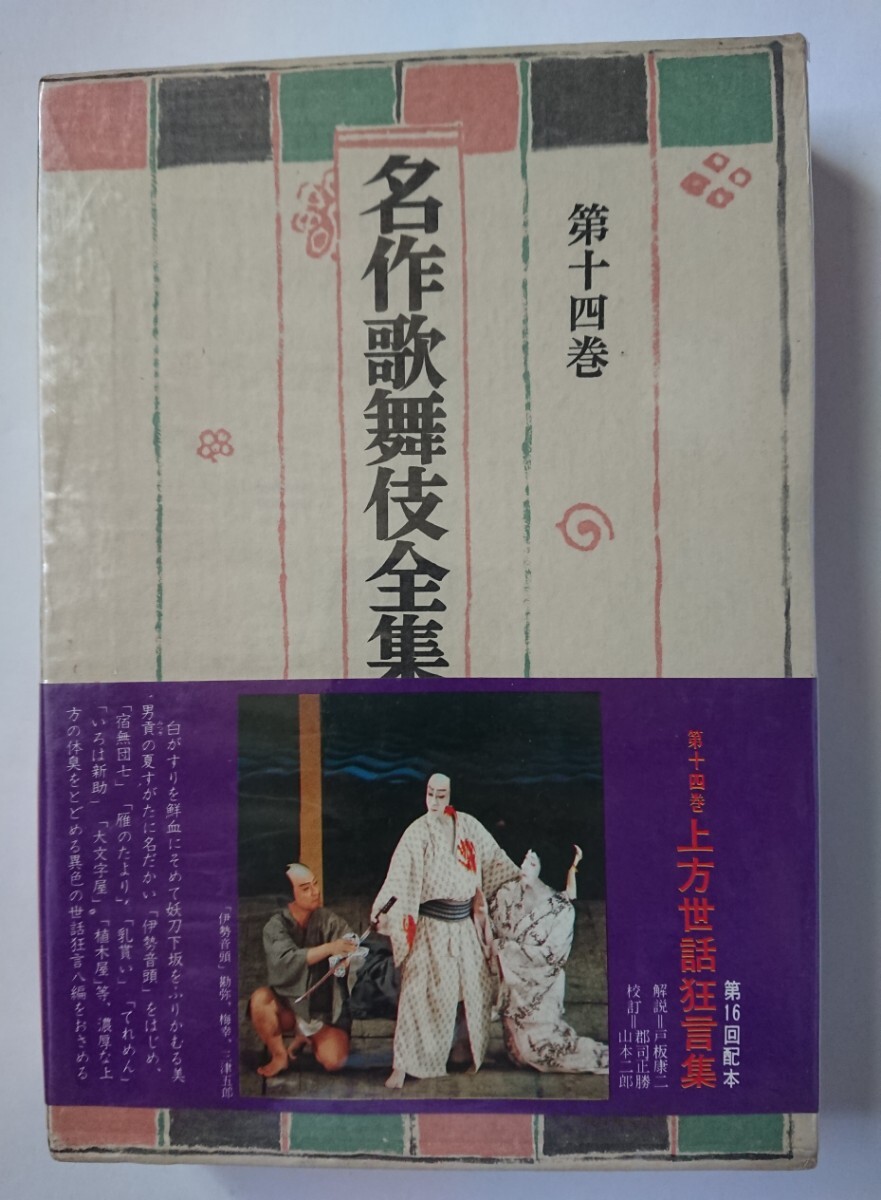 第十四巻
名作歌舞伎全集
第16回配本
第十四巻 上方世話狂言集
解説=戸板康二
校訂=郡司正勝
山本二郎
「伊勢音頭」勘弥、梅幸、三津五郎
白がすりを鮮血にそめて妖刀下坂をふりかむる美
男貢の夏すがたに名だかい「伊勢音頭」をはじめ、
「宿無団七」「雁のたより」「乳貰い」「てれめん」
「いろは新助」「大文字屋」「植木屋」等、濃厚な上
方の体臭をとどめる異色の世話狂言八編をおさめる。